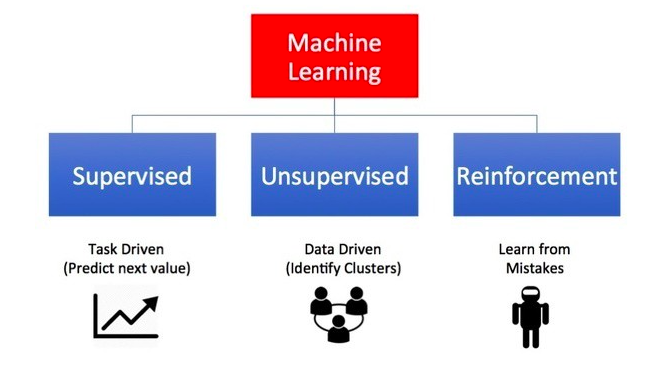 Machine
Learning
Supervised
Unsupervised
Reinforcement
Task Driven
(Predict next value)
Data Driven
(Identify Clusters)
Learn from
Mistakes